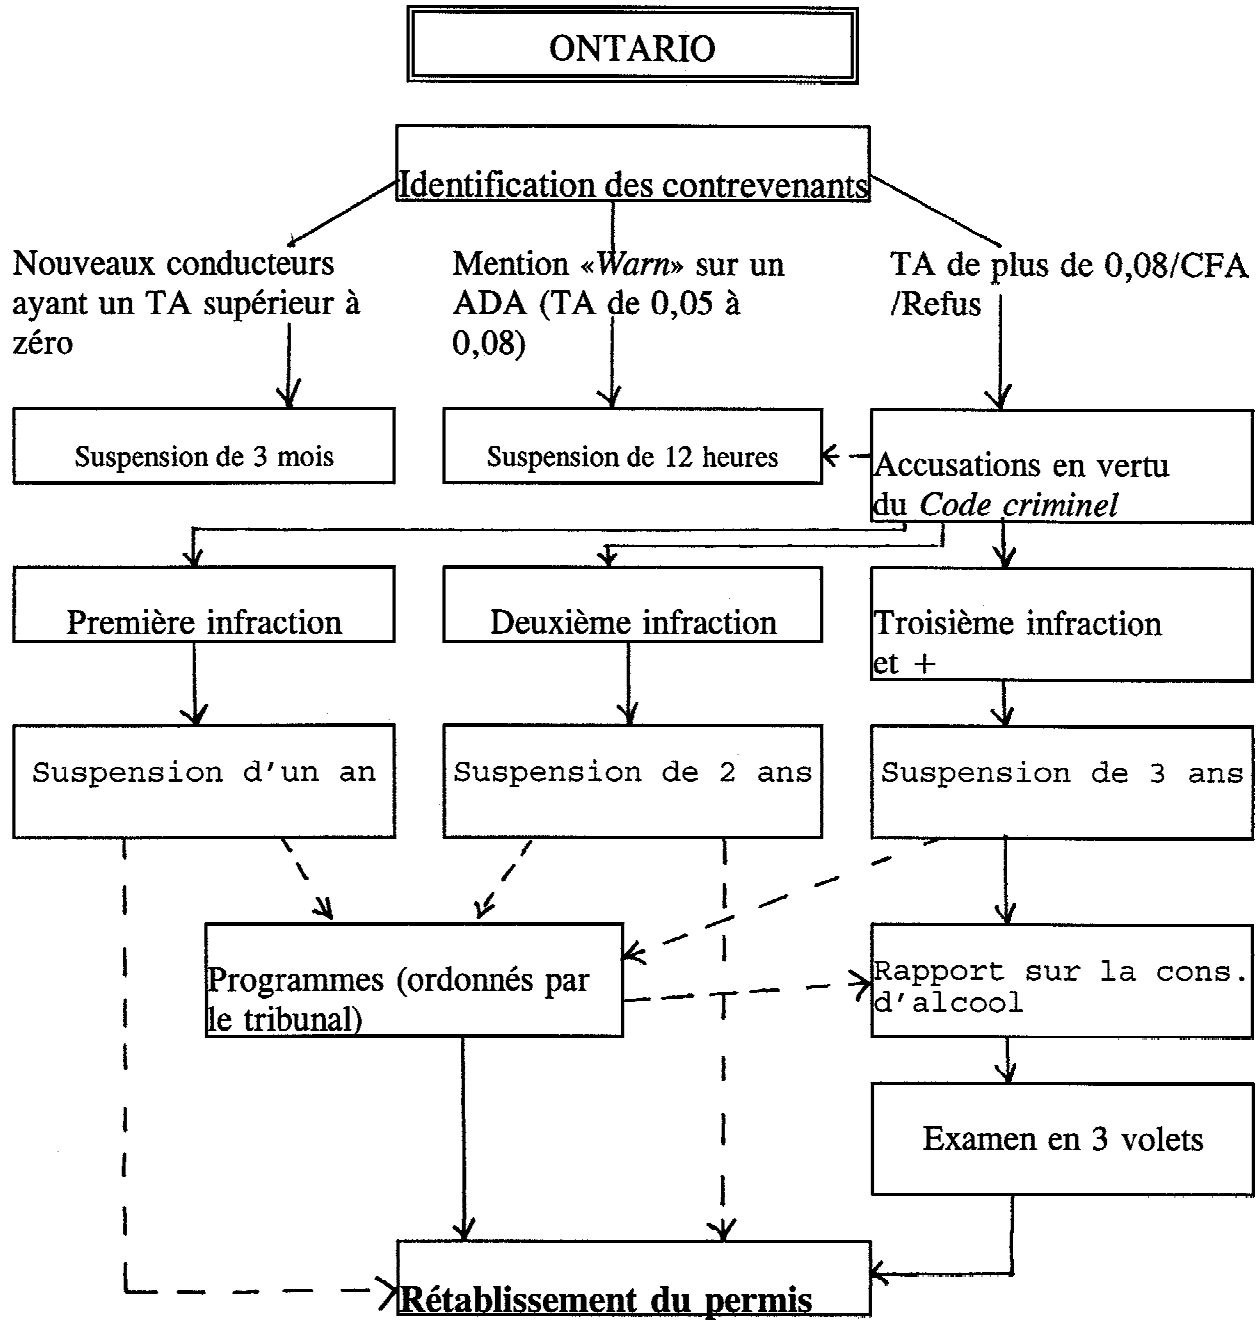 ONTARIO
Identification des contrevenants
Nouveaux conducteurs
ayant un TA supérieur à
zéro
Mention «Warn» sur un
ADA (TA de 0,05 à
0,08)
TA de plus de 0,08/CFA
/Refus
Suspension de 3 mois
Suspension de 12 heures
Accusations en vertu
du Code criminel
Première infraction
Deuxième infraction
Troisième infraction
et +
Suspension d'un an
Suspension de 2 ans
Suspension de 3 ans
Programmes (ordonnés par
le tribunal)
Rapport sur la cons.
d'alcool
Examen en 3 volets
Rétablissement du permis